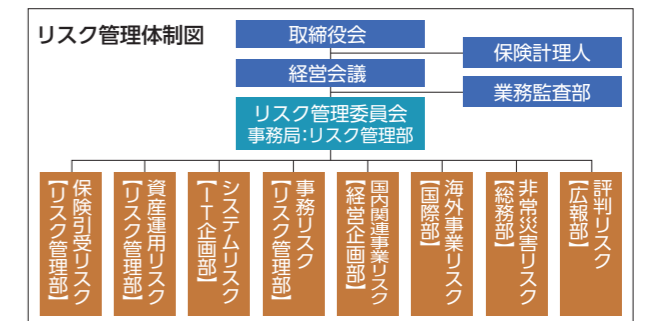 リスク管理体制図
取締役会
保険計理人
経営会議
業務監査部
リスク管理委員会
事務局:リスク管理部
保険引受リスク
【リスク管理部】
資産運用リスク
【リスク管理部】
システムリスク
【IT企画部】
事務リスク
【リスク管理部】
国内関連事業リスク
【経営企画部】
海外事業リスク
【国際部】
非常災害リスク
【総務部】
評判リスク
【広報部】